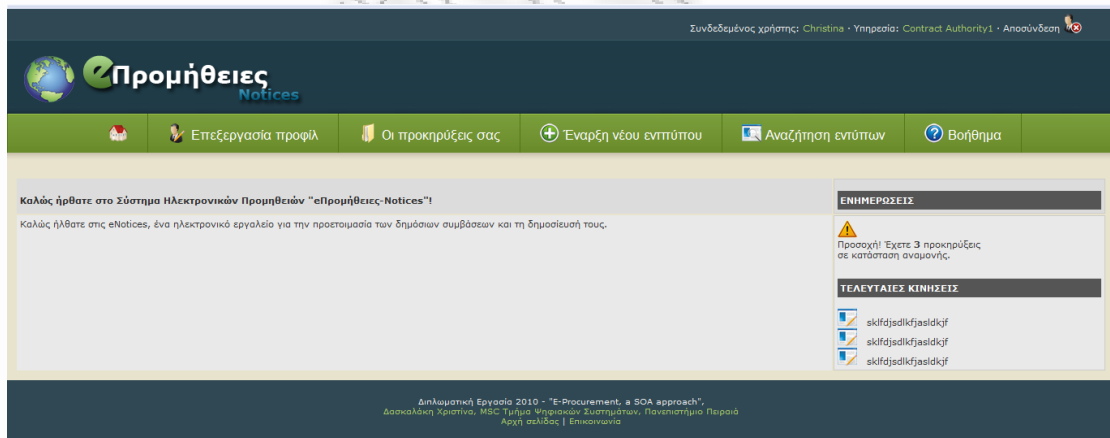 Συνδεδεμένος χρήστης: Christina · Υπηρεσία: Contract Authority1 · Αποσύνδεση
eΠρομήθειες
Notices
Επεξεργασία προφίλ
Οι προκηρύξεις σας
Έναρξη νέου εντπύπου
Αναζήτηση εντύπων
Βοήθημα
Καλώς ήρθατε στο Σύστημα Ηλεκτρονικών Προμηθειών "eΠρομήθειες-Notices"!
Καλώς ήλθατε στις eNotices, ένα ηλεκτρονικό εργαλείο για την προετοιμασία των δημόσιων συμβάσεων και τη δημοσίευσή τους.
ΕΝΗΜΕΡΩΣΕΙΣ
Προσοχή! Έχετε 3 προκηρύξεις
σε κατάσταση αναμονής.
ΤΕΛΕΥΤΑΙΕΣ ΚΙΝΗΣΕΙΣ
sklfdjsdlkfjasldkjf
sklfdjsdlkfjasldkjf
sklfdjsdlkfjasldkjf
Διπλωματική Εργασία 2010 - "E-Procurement, a SOA approach",
Δασκαλάκη Χριστίνα, MSC Τμήμα Ψηφιακών Συστημάτων, Πανεπιστήμιο Πειραιά
Αρχή σελίδας | Επικοινωνία